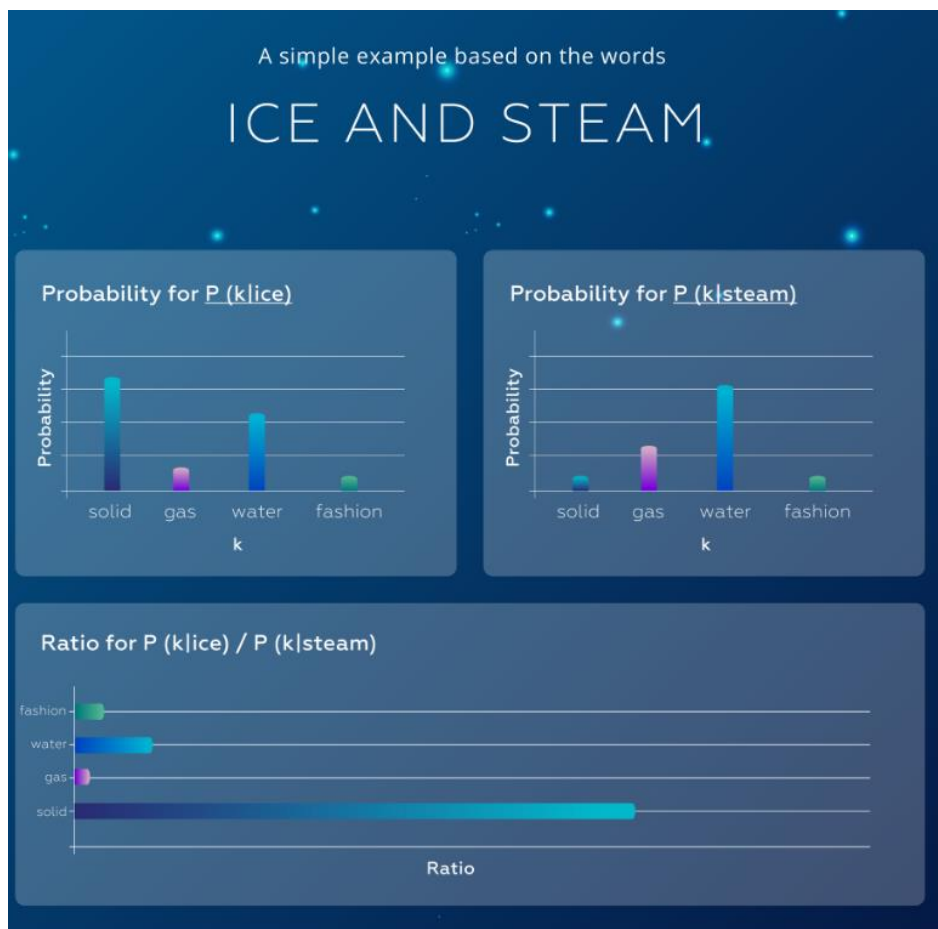 A simple example based on the words
ICE AND STEAM
Probability for P (k|ice)
Probability
solid gas water fashion
k
Probability for P (k|steam)
Probability
solid gas water fashion
k
Ratio for P (k|ice) / P (k|steam)
fashion
water
gas
solid
Ratio